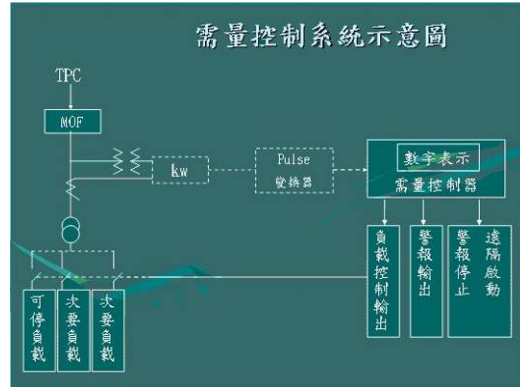 需量控制系統示意圖
TPC
MOF
kw
Pulse
變換器
數字表示
需量控制器
負載控制輸出
警報輸出
警報停止
遠隔啟動
可停負載
次要負載
次要負載